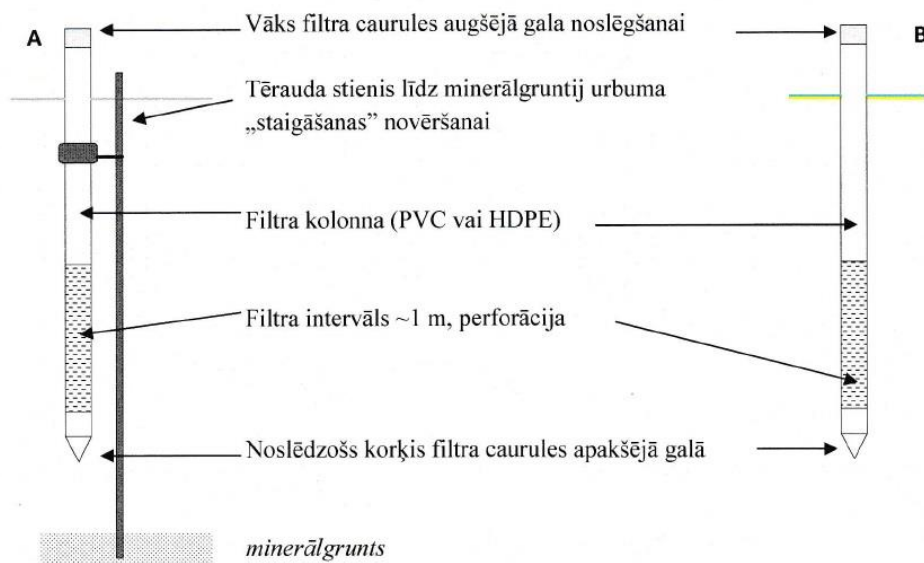 A
B
Vāks filtra caurules augšējā gala noslēgšanai
Tērauda stienis līdz minerālgruntij urbuma
„staigāšanas” novēršanai
Filtra kolonna (PVC vai HDPE)
Filtra intervāls ~1 m, perforācija
Noslēdzošs korķis filtra caurules apakšējā galā
minerālgrunts